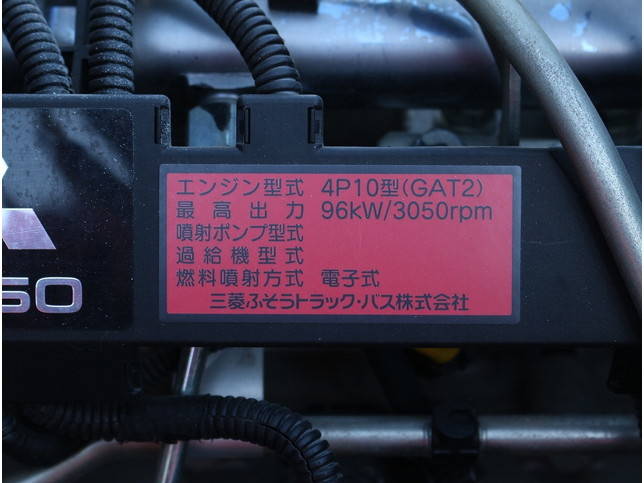 エンジン型式 4P10型(GAT2)
最高出力 96kW/3050rpm
噴射ポンプ型式
過給機型式
燃料噴射方式 電子式
三菱ふそうトラック・バス株式会社
50